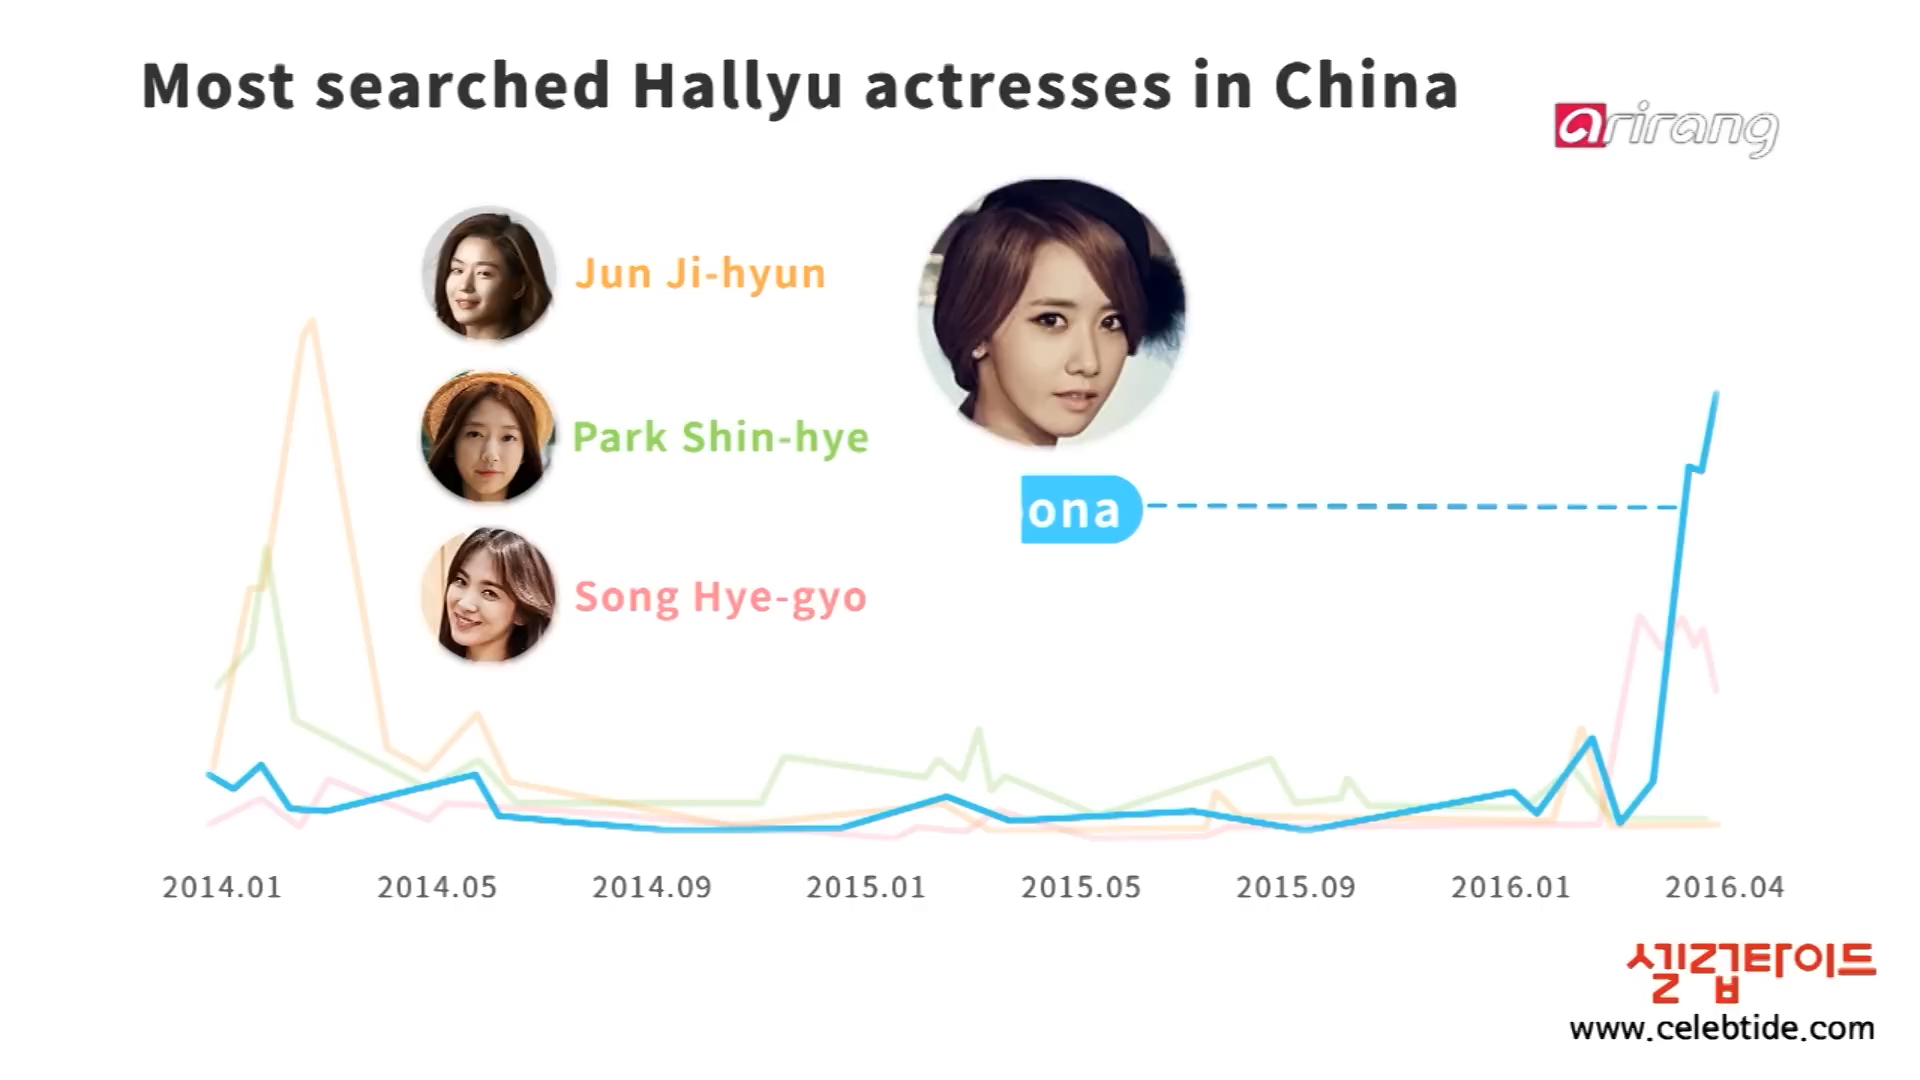 Most searched Hallyu actresses in China
arirang
Jun Ji-hyun
Park Shin-hye
ona
Song Hye-gyo
2014.01 2014.05 2014.09 2015.01 2015.05 2015.09 2016.01 2016.04
셀럽타이드
www.celebtide.com